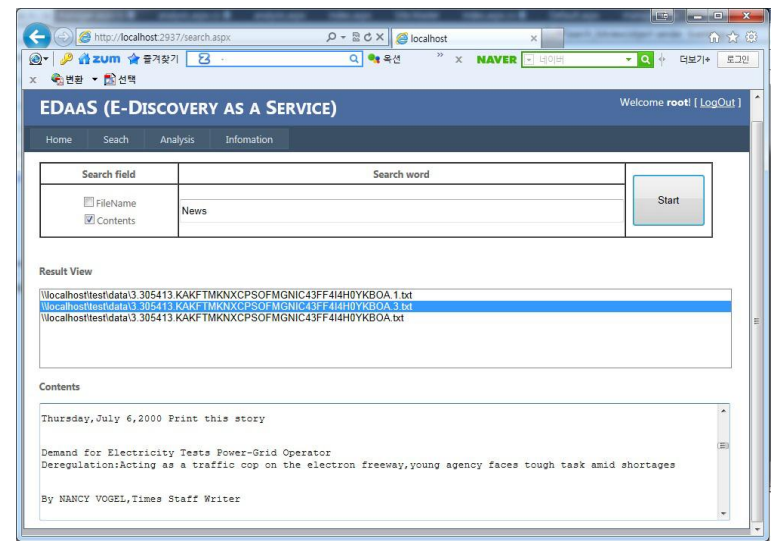 http://localhost:2937/search.aspx
localhost
zum 즐겨찾기 옥션 » x NAVER 네이버 더보기+ 로그인
x 변환 선택
EDAAS (E-DISCOVERY AS A SERVICE)
Welcome root! [ LogOut ]
Home Seach Analysis Infomation
Search field Search word
FileName
Contents
News
Start
Result View
\\localhost\test\data\3.305413.KAKFTMKNXCPSOFMGNIC43FF4I4H0YKBOA.1.txt
\\localhost\test\data\3.305413.KAKFTMKNXCPSOFMGNIC43FF4I4H0YKBOA.3.txt
\\localhost\test\data\3.305413.KAKFTMKNXCPSOFMGNIC43FF4I4H0YKBOA.txt
Contents
Thursday,July 6,2000 Print this story
Demand for Electricity Tests Power-Grid Operator
Deregulation:Acting as a traffic cop on the electron freeway,young agency faces tough task amid shortages
By NANCY VOGEL,Times Staff Writer